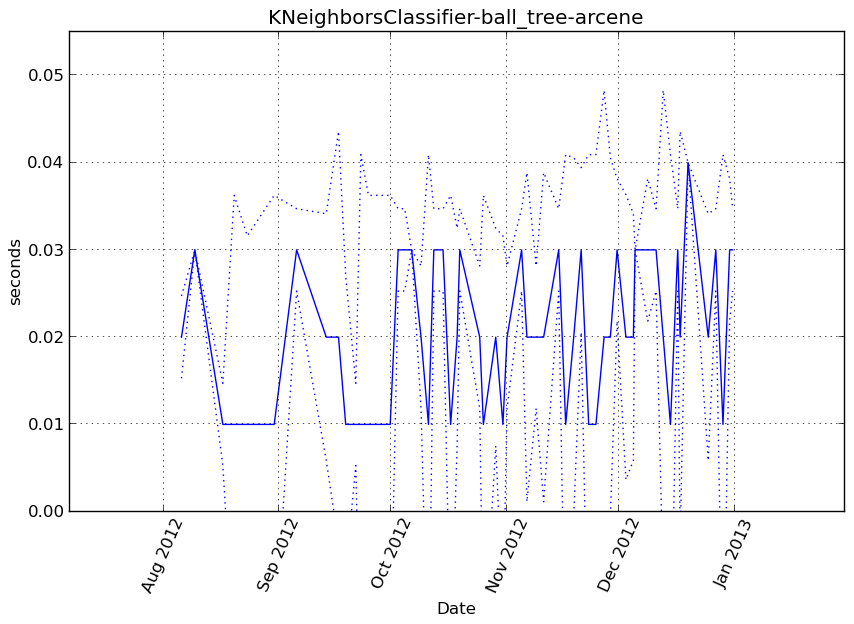 KNeighborsClassifier-ball_tree-arcene
0.05
0.04
0.03
0.02
0.01
0.00
seconds
Aug 2012
Sep 2012
Oct 2012
Nov 2012
Dec 2012
Jan 2013
Date